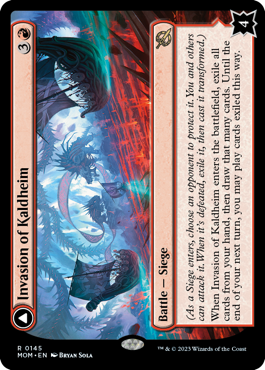 Invasion of Kaldheim
3
Battle — Siege
(As a Siege enters, choose an opponent to protect it. You and others
can attack it. When it's defeated, exile it, then cast it transformed.)
When Invasion of Kaldheim enters the battlefield, exile all
cards from your hand, then draw that many cards. Until the
end of your next turn, you may play cards exiled this way.
4
R 0145
MOM • EN BRYAN SOLA
™ & © 2023 Wizards of the Coast